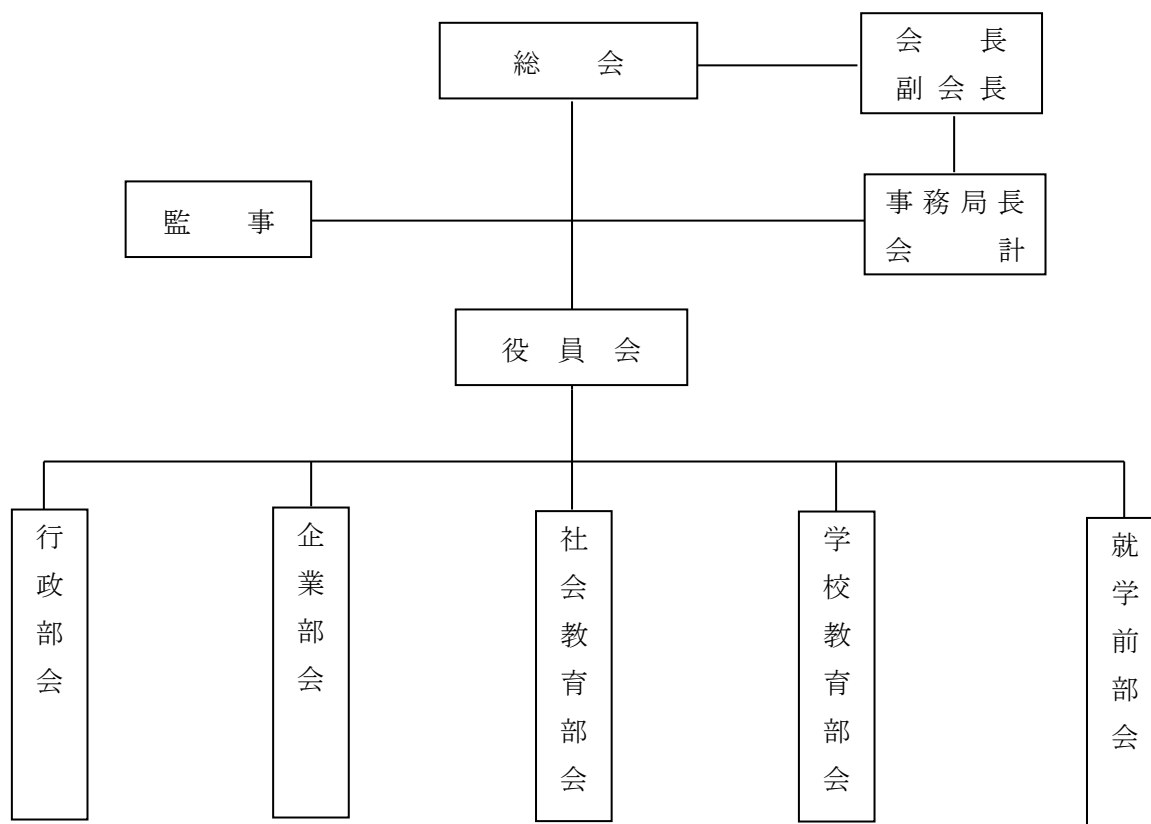 総会
会長
副会長
監事
事務局長
会計
役員会
行政部会
企業部会
社会教育部会
学校教育部会
就学前部会